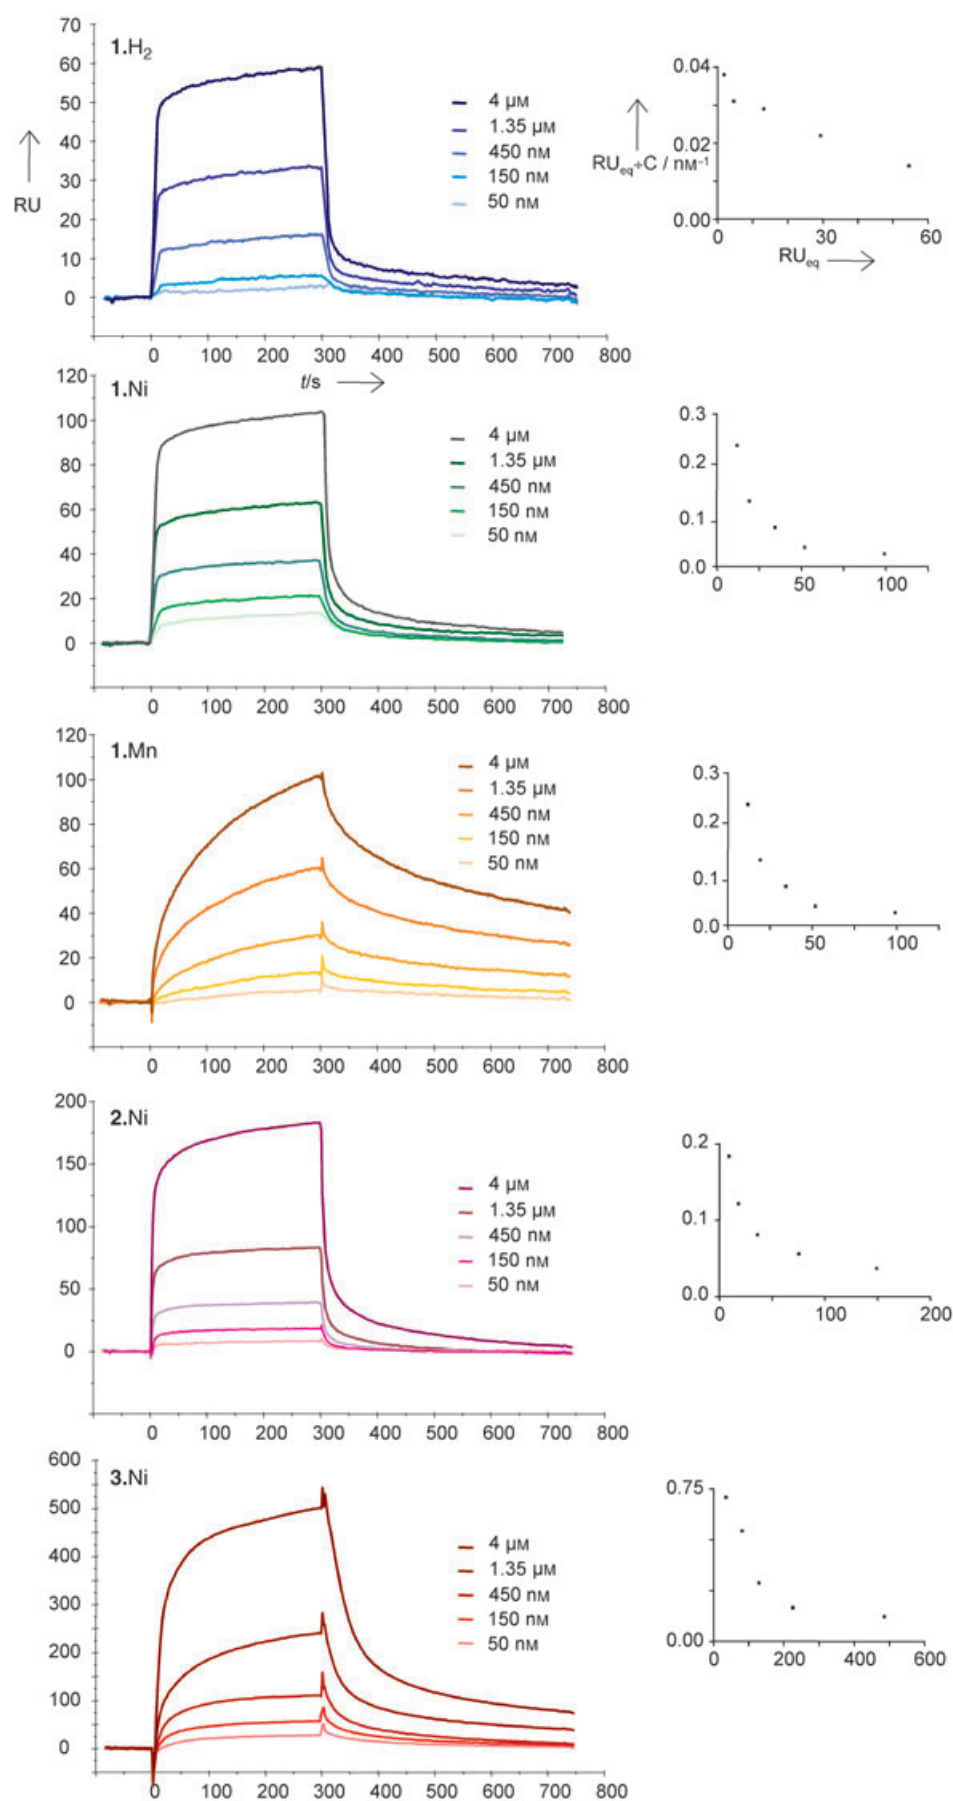 70
1.H₂
60
50
40
30
20
10
0
RU
4 µM
1.35 µM
450 nM
150 nM
50 nM
0 100 200 300 400 500 600 700 800
t/s
0.04
0.02
0.00
RUeq÷C / nM⁻¹
0 30 60
RUeq
120
1.Ni
100
80
60
40
20
0
4 µM
1.35 µM
450 nM
150 nM
50 nM
0 100 200 300 400 500 600 700 800
0.3
0.2
0.1
0.0
0 50 100
120
1.Mn
100
80
60
40
20
0
4 µM
1.35 µM
450 nM
150 nM
50 nM
0 100 200 300 400 500 600 700 800
0.3
0.2
0.1
0.0
0 50 100
200
2.Ni
150
100
50
0
4 µM
1.35 µM
450 nM
150 nM
50 nM
0 100 200 300 400 500 600 700 800
0.2
0.1
0.0
0 100 200
600
3.Ni
500
400
300
200
100
0
4 µM
1.35 µM
450 nM
150 nM
50 nM
0 100 200 300 400 500 600 700 800
0.75
0.00
0 200 400 600